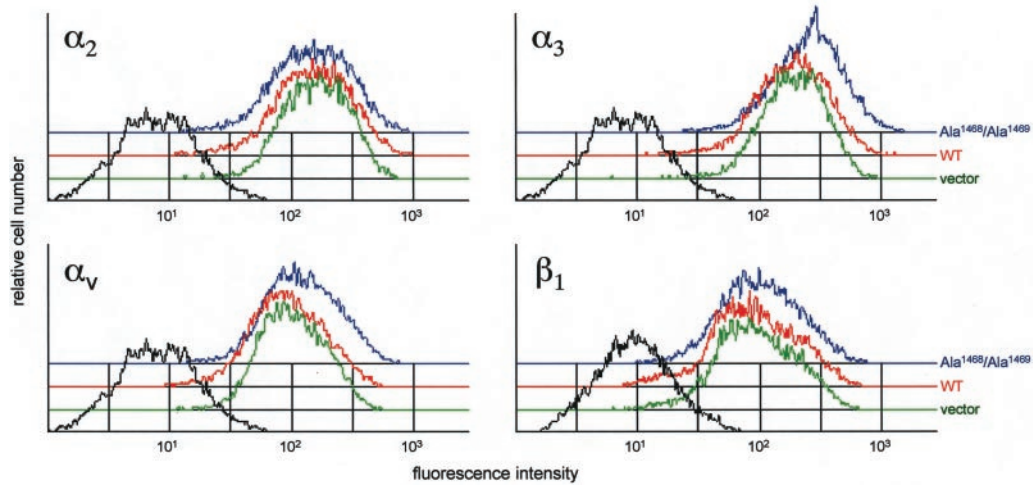 α2
α3
Ala1468/Ala1469
WT
vector
10¹ 10² 10³
10¹ 10² 10³
relative cell number
αv
β1
Ala1468/Ala1469
WT
vector
10¹ 10² 10³
10¹ 10² 10³
fluorescence intensity